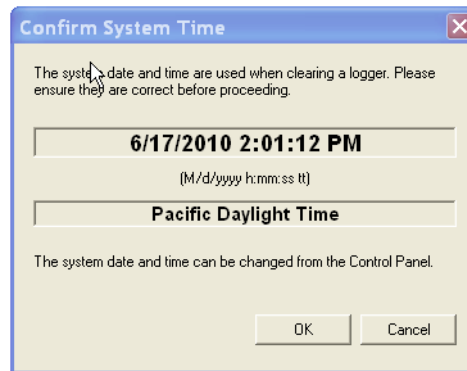 Confirm System Time
The system date and time are used when clearing a logger. Please
ensure they are correct before proceeding.
6/17/2010 2:01:12 PM
(M/d/yyyy h:mm:ss tt)
Pacific Daylight Time
The system date and time can be changed from the Control Panel.
OK Cancel